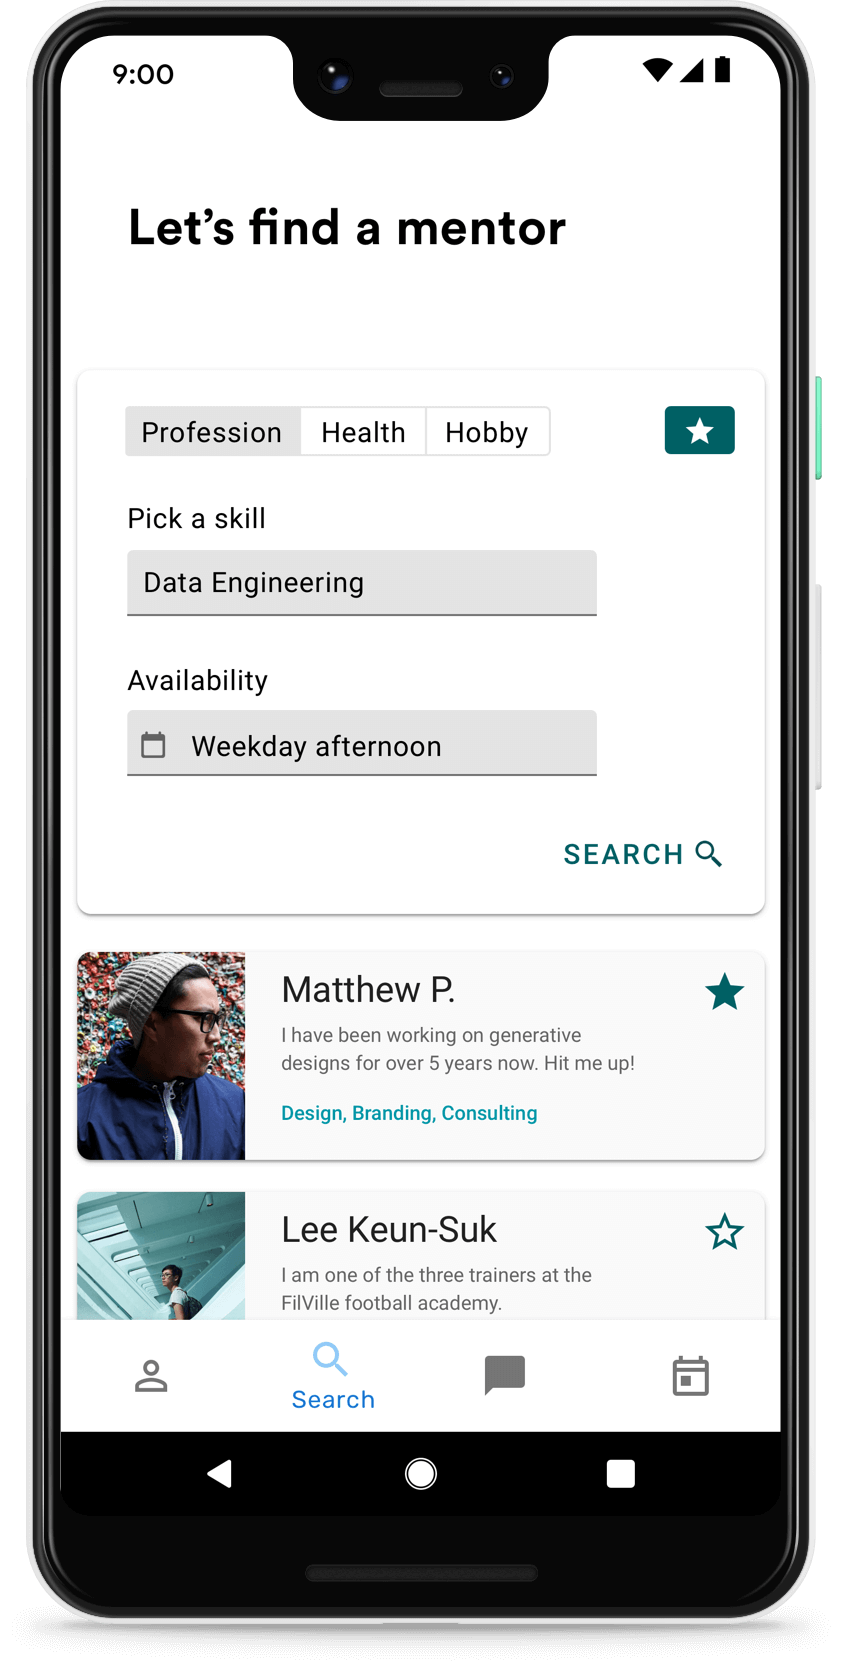 9:00
Let’s find a mentor
Profession Health Hobby
Pick a skill
Data Engineering
Availability
Weekday afternoon
SEARCH
Matthew P.
I have been working on generative
designs for over 5 years now. Hit me up!
Design, Branding, Consulting
Lee Keun-Suk
I am one of the three trainers at the
FilVille football academy.
Search